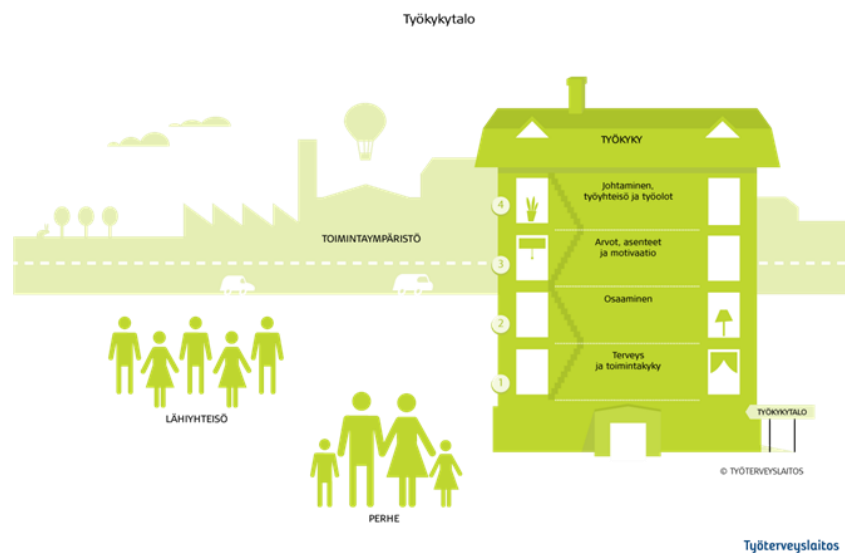 Työkykytalo
TYÖKYKY
Johtaminen,
työyhteisö ja työolot
4
TOIMINTAYMPÄRISTÖ
Arvot, asenteet
ja motivaatio
3
Osaaminen
2
Terveys
ja toimintakyky
1
LÄHIYHTEISÖ
TYÖKYKYTALO
© TYÖTERVEYSLAITOS
PERHE
Työterveyslaitos